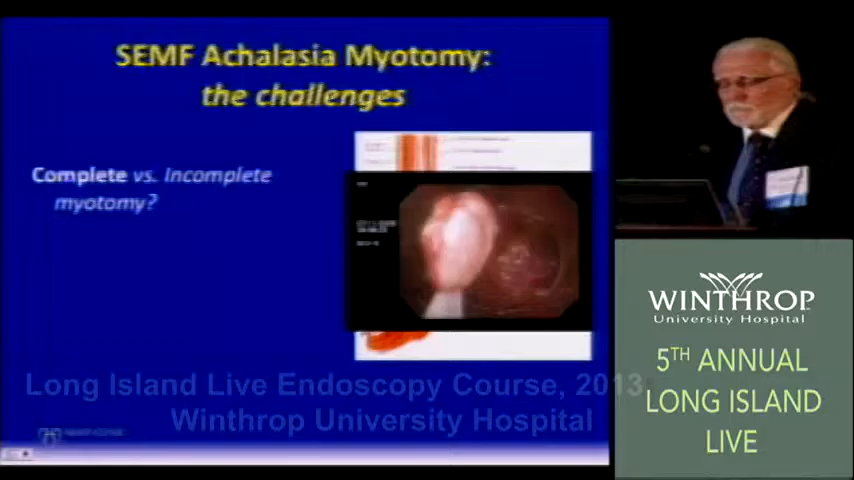 SEMF Achalasia Myotomy:
the challenges
Complete vs. Incomplete
myotomy?
Long Island Live Endoscopy Course, 2013.
Winthrop University Hospital
WINTHROP
University Hospital
5TH ANNUAL
LONG ISLAND
LIVE